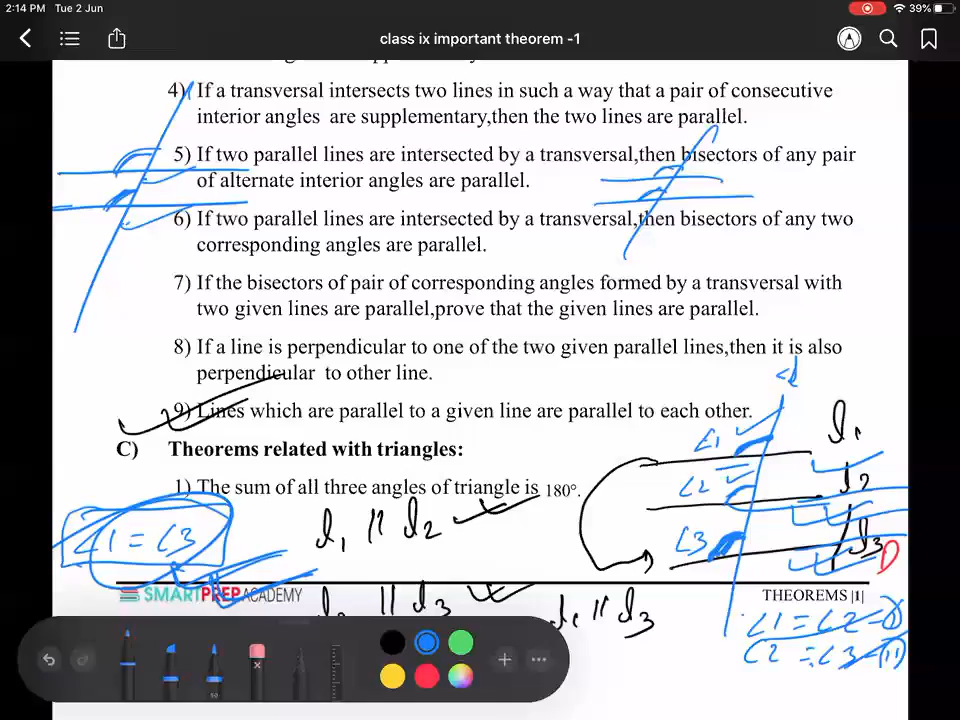 2:14 PM Tue 2 Jun
39%
class ix important theorem -1
4) If a transversal intersects two lines in such a way that a pair of consecutive
interior angles are supplementary,then the two lines are parallel.
5) If two parallel lines are intersected by a transversal,then bisectors of any pair
of alternate interior angles are parallel.
6) If two parallel lines are intersected by a transversal,then bisectors of any two
corresponding angles are parallel.
7) If the bisectors of pair of corresponding angles formed by a transversal with
two given lines are parallel,prove that the given lines are parallel.
8) If a line is perpendicular to one of the two given parallel lines,then it is also
perpendicular to other line.
9) Lines which are parallel to a given line are parallel to each other.
l
l₁
∠1
C) Theorems related with triangles:
1) The sum of all three angles of triangle is 180°.
∠2
l₂
l₁ || l₂
∠1 = ∠3
∠3
l₃
SMARTPREP ACADEMY
THEOREMS |1|
|| l₃
l₁ || l₃
∠1 = ∠2 -(i)
∠2 = ∠3 -(ii)